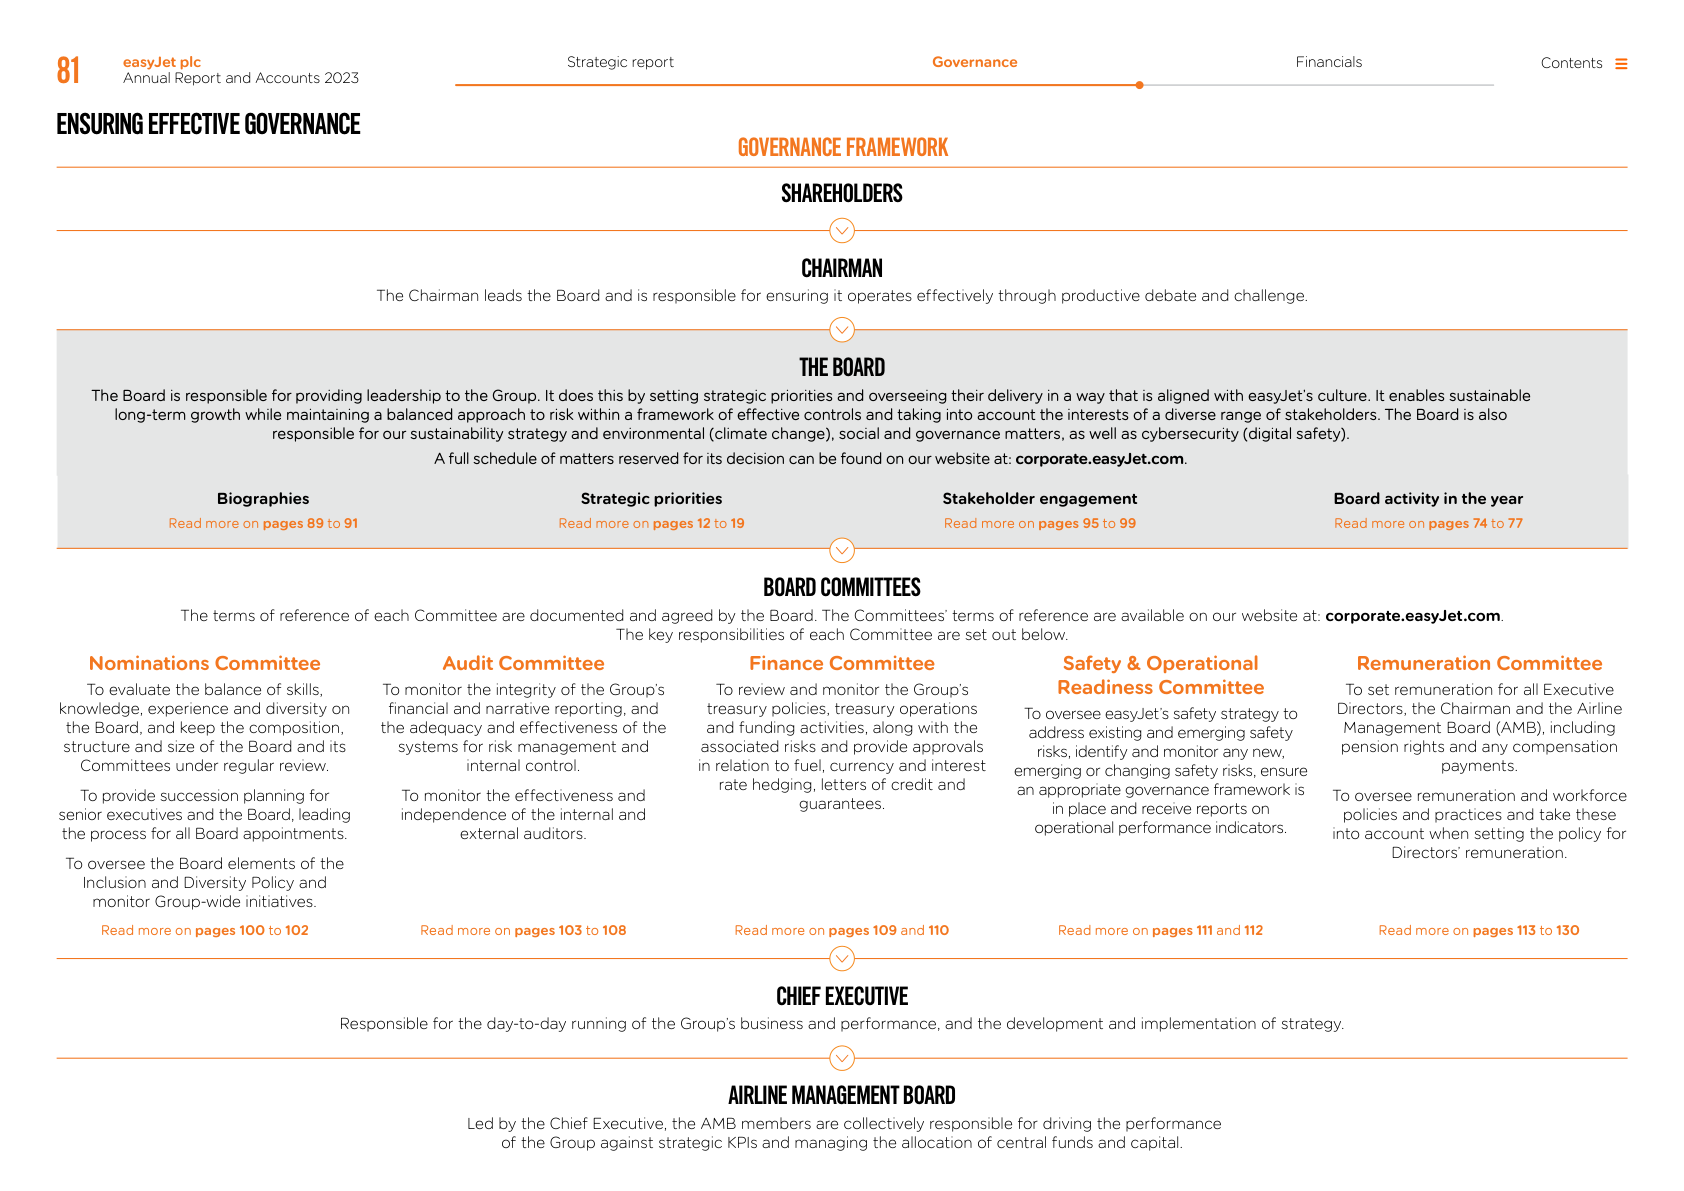 81
easyJet plc
Annual Report and Accounts 2023
Strategic report
Governance
Financials
Contents
ENSURING EFFECTIVE GOVERNANCE
GOVERNANCE FRAMEWORK
SHAREHOLDERS
CHAIRMAN
The Chairman leads the Board and is responsible for ensuring it operates effectively through productive debate and challenge.
THE BOARD
The Board is responsible for providing leadership to the Group. It does this by setting strategic priorities and overseeing their delivery in a way that is aligned with easyJet’s culture. It enables sustainable
long-term growth while maintaining a balanced approach to risk within a framework of effective controls and taking into account the interests of a diverse range of stakeholders. The Board is also
responsible for our sustainability strategy and environmental (climate change), social and governance matters, as well as cybersecurity (digital safety).
A full schedule of matters reserved for its decision can be found on our website at: corporate.easyJet.com.
Biographies
Read more on pages 89 to 91
Strategic priorities
Read more on pages 12 to 19
Stakeholder engagement
Read more on pages 95 to 99
Board activity in the year
Read more on pages 74 to 77
BOARD COMMITTEES
The terms of reference of each Committee are documented and agreed by the Board. The Committees’ terms of reference are available on our website at: corporate.easyJet.com.
The key responsibilities of each Committee are set out below.
Nominations Committee
To evaluate the balance of skills,
knowledge, experience and diversity on
the Board, and keep the composition,
structure and size of the Board and its
Committees under regular review.
To provide succession planning for
senior executives and the Board, leading
the process for all Board appointments.
To oversee the Board elements of the
Inclusion and Diversity Policy and
monitor Group-wide initiatives.
Read more on pages 100 to 102
Audit Committee
To monitor the integrity of the Group’s
financial and narrative reporting, and
the adequacy and effectiveness of the
systems for risk management and
internal control.
To monitor the effectiveness and
independence of the internal and
external auditors.
Read more on pages 103 to 108
Finance Committee
To review and monitor the Group’s
treasury policies, treasury operations
and funding activities, along with the
associated risks and provide approvals
in relation to fuel, currency and interest
rate hedging, letters of credit and
guarantees.
Read more on pages 109 and 110
Safety & Operational
Readiness Committee
To oversee easyJet’s safety strategy to
address existing and emerging safety
risks, identify and monitor any new,
emerging or changing safety risks, ensure
an appropriate governance framework is
in place and receive reports on
operational performance indicators.
Read more on pages 111 and 112
Remuneration Committee
To set remuneration for all Executive
Directors, the Chairman and the Airline
Management Board (AMB), including
pension rights and any compensation
payments.
To oversee remuneration and workforce
policies and practices and take these
into account when setting the policy for
Directors’ remuneration.
Read more on pages 113 to 130
CHIEF EXECUTIVE
Responsible for the day-to-day running of the Group’s business and performance, and the development and implementation of strategy.
AIRLINE MANAGEMENT BOARD
Led by the Chief Executive, the AMB members are collectively responsible for driving the performance
of the Group against strategic KPIs and managing the allocation of central funds and capital.